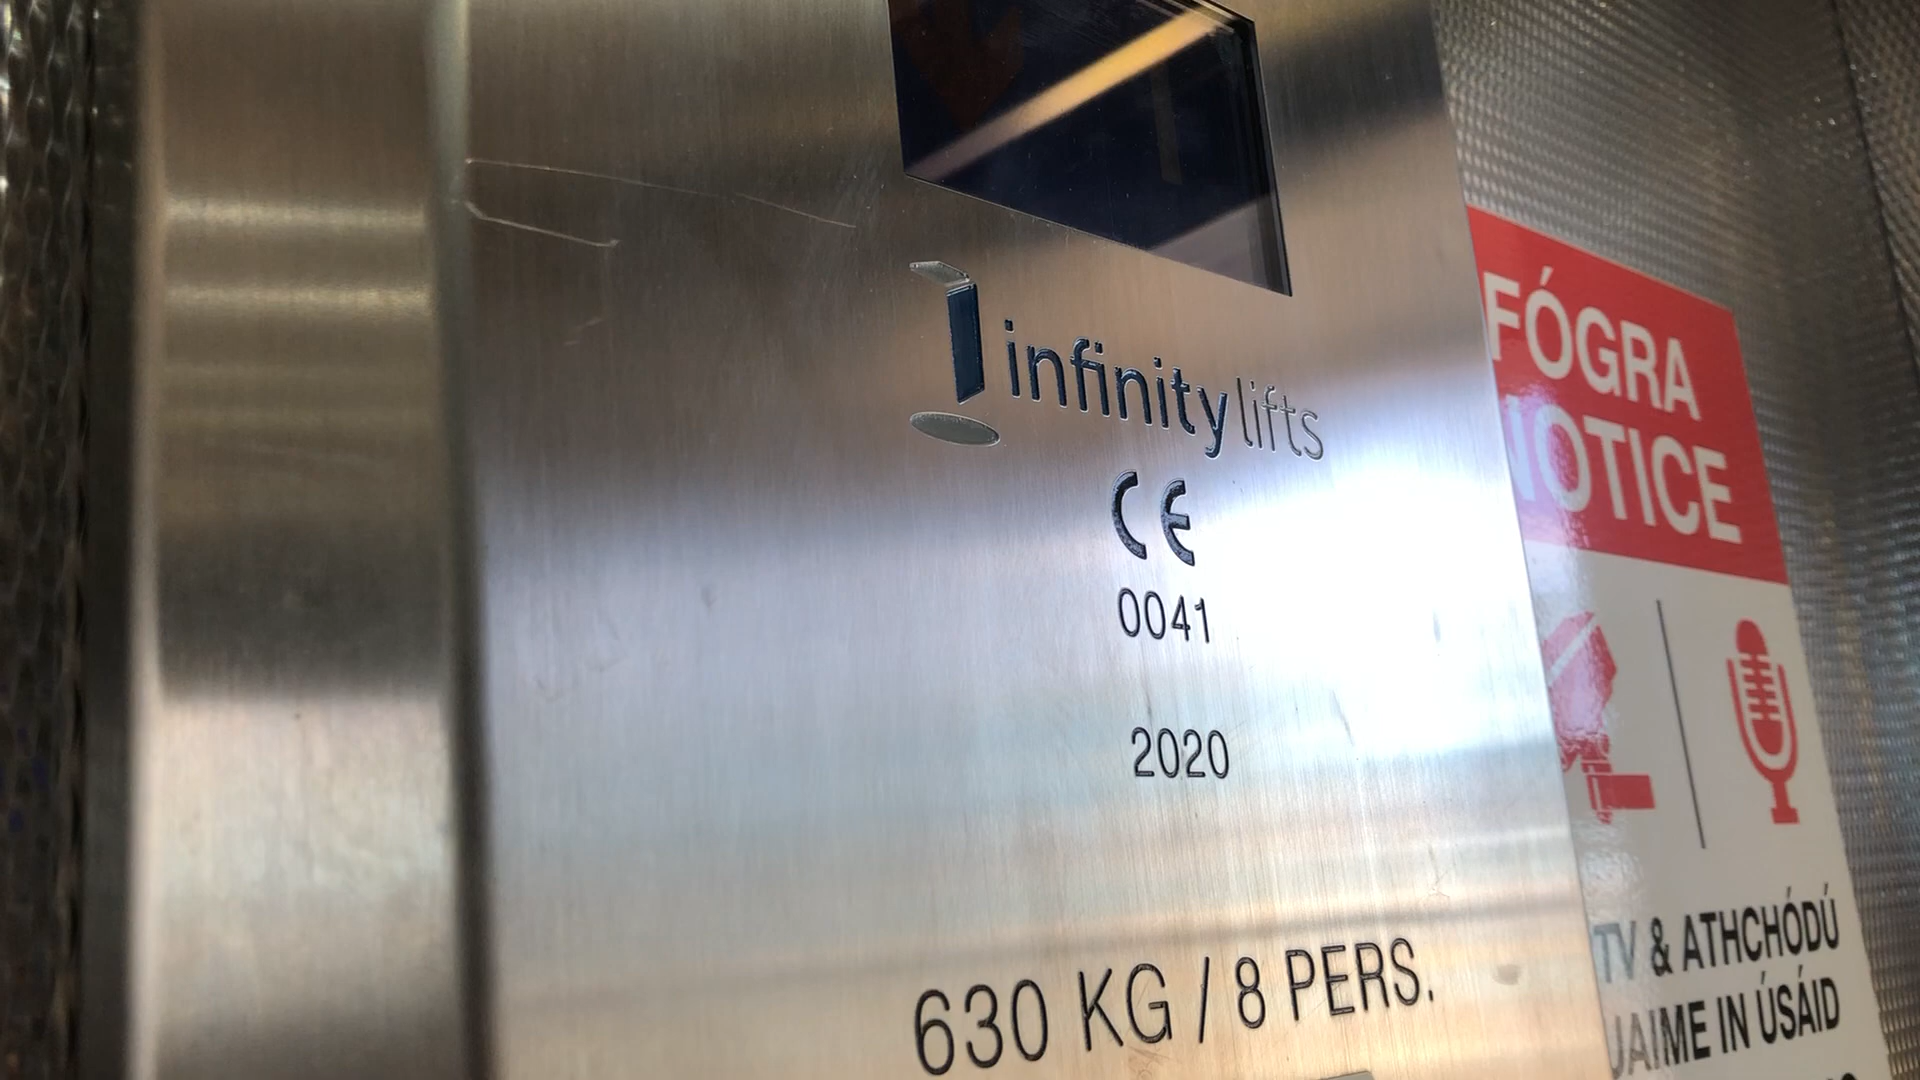 infinity lifts
CE
0041
2020
630 KG / 8 PERS.
FÓGRA
NOTICE
TV & ATHCHÓDÚ
UAIME IN ÚSÁID